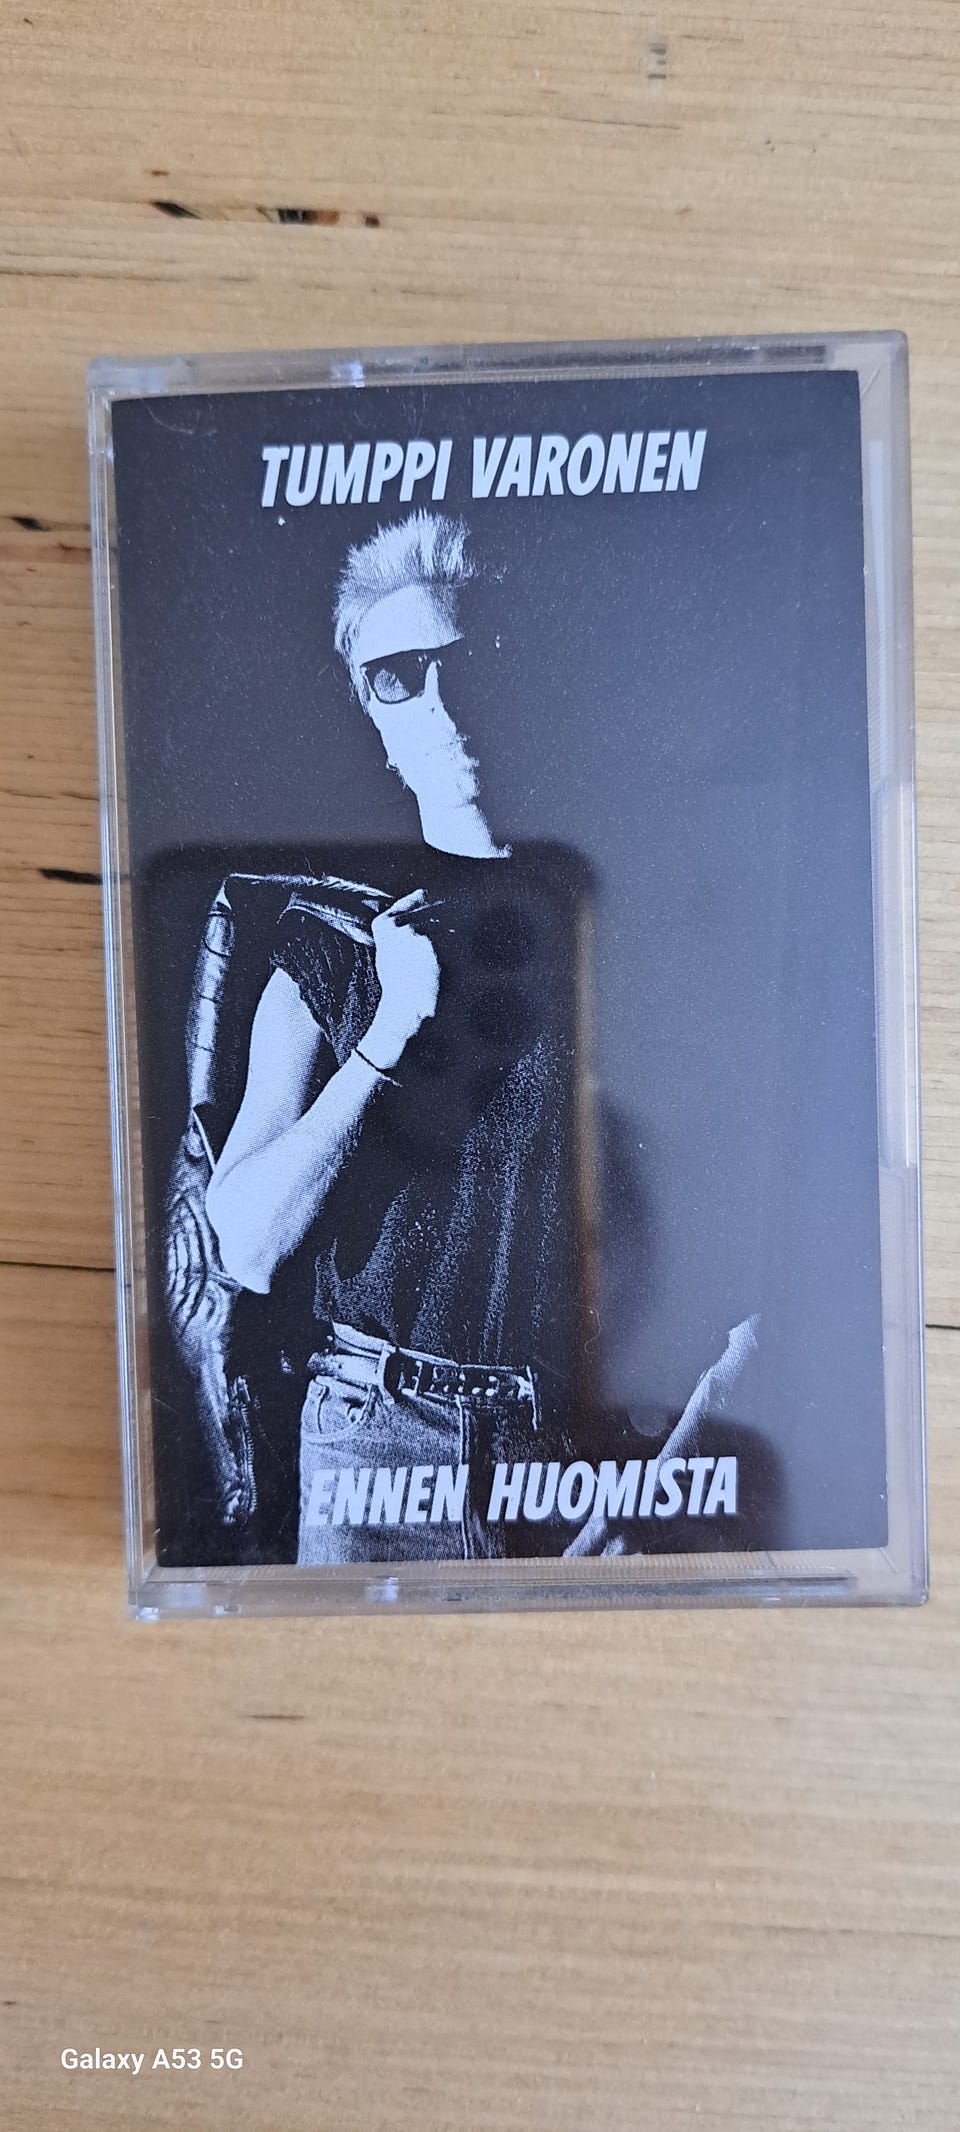 TUMPPI VARONEN
ENNEN HUOMISTA
Galaxy A53 5G